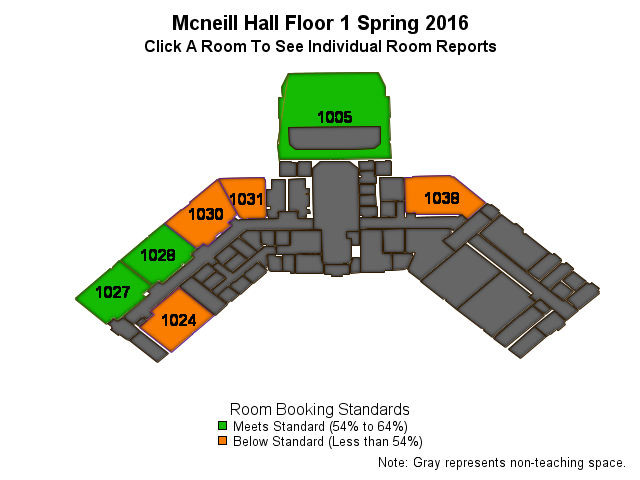 Mcneill Hall Floor 1 Spring 2016
Click A Room To See Individual Room Reports
1005
1031
1038
1030
1028
1027
1024
Room Booking Standards
Meets Standard (54% to 64%)
Below Standard (Less than 54%)
Note: Gray represents non-teaching space.